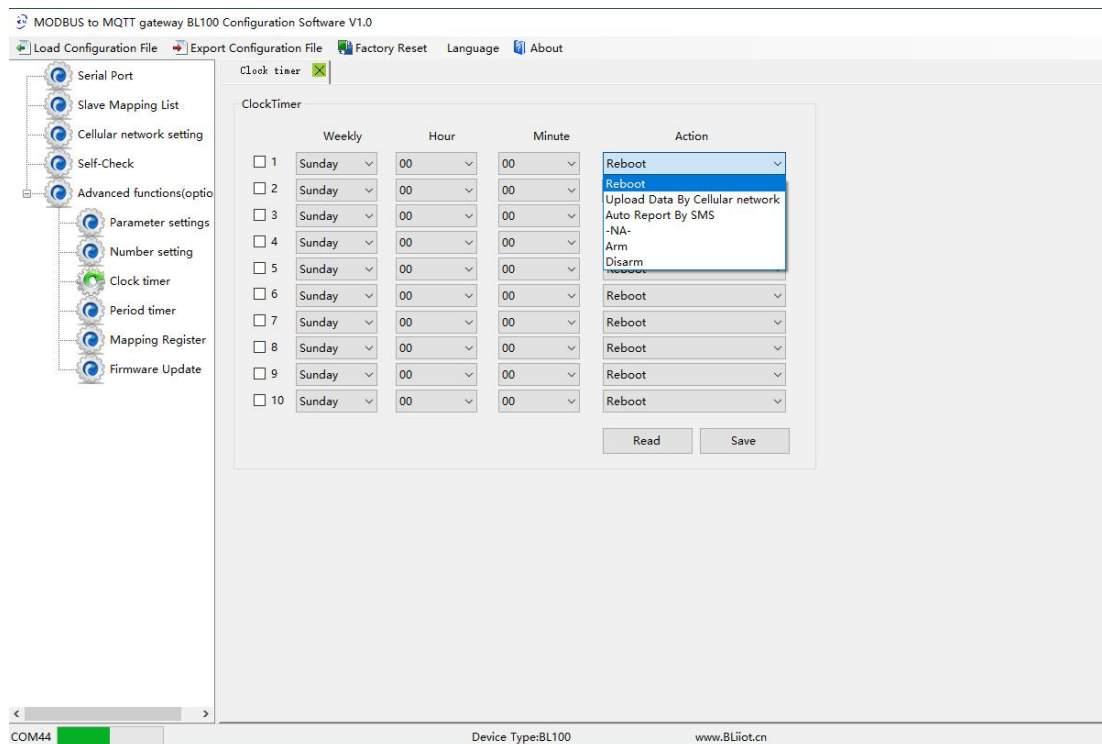 MODBUS to MQTT gateway BL100 Configuration Software V1.0
Load Configuration File Export Configuration File Factory Reset Language About
Serial Port
Slave Mapping List
Cellular network setting
Self-Check
Advanced functions(optio
Parameter settings
Number setting
Clock timer
Period timer
Mapping Register
Firmware Update
Clock timer
ClockTimer
Weekly Hour Minute Action
1 Sunday 00 00 Reboot
Reboot
Upload Data By Cellular network
Auto Report By SMS
-NA-
Arm
Disarm
2 Sunday 00 00
3 Sunday 00 00
4 Sunday 00 00
5 Sunday 00 00
6 Sunday 00 00 Reboot
7 Sunday 00 00 Reboot
8 Sunday 00 00 Reboot
9 Sunday 00 00 Reboot
10 Sunday 00 00 Reboot
Read Save
COM44 Device Type:BL100 www.BLiiot.cn